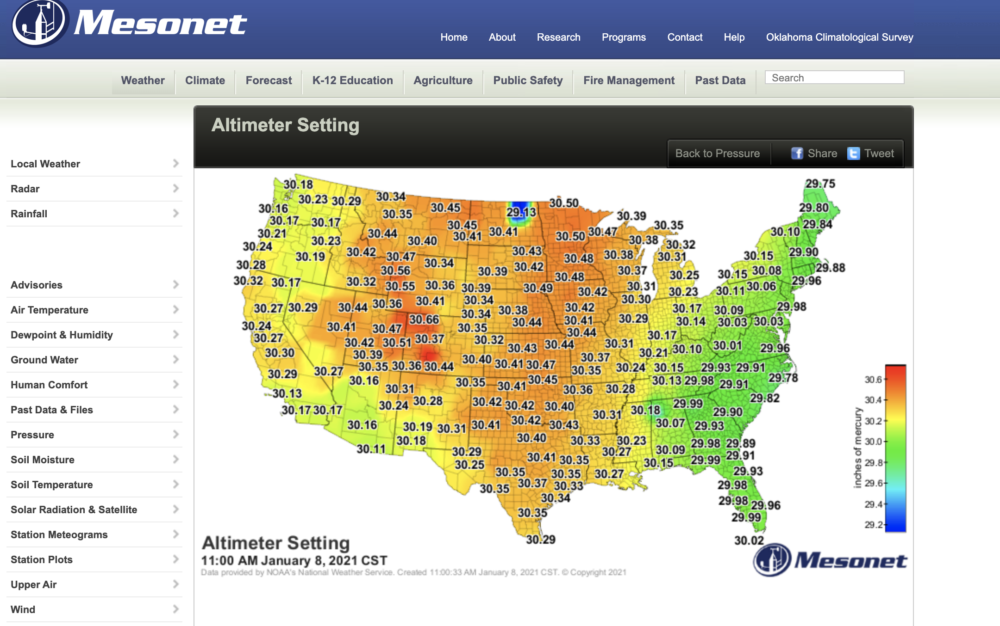 Mesonet
Home About Research Programs Contact Help Oklahoma Climatological Survey
Weather Climate Forecast K-12 Education Agriculture Public Safety Fire Management Past Data Search
Altimeter Setting
Back to Pressure Share Tweet
Local Weather
Radar
Rainfall
Advisories
Air Temperature
Dewpoint & Humidity
Ground Water
Human Comfort
Past Data & Files
Pressure
Soil Moisture
Soil Temperature
Solar Radiation & Satellite
Station Meteograms
Station Plots
Upper Air
Wind
30.18 29.75
30.23 30.29 30.34 30.45 29.13 30.50 29.80
30.16 30.35 30.39
30.17 30.17 30.45 30.35 29.84
30.21 30.44 30.41 30.41 30.50 30.47 30.10
30.24 30.23 30.40 30.38 30.32
30.19 30.42 30.47 30.43 30.48 30.38 30.31 30.15 29.90
30.28 30.56 30.34 30.39 30.42 30.37 30.25 30.15 30.08 29.88
30.32 30.17 30.32 30.55 30.36 30.39 30.49 30.48 30.31 29.96
30.42 30.23 30.11 30.06
30.27 30.29 30.44 30.36 30.41 30.34 30.38 30.42 30.30 30.17 30.09 29.98
30.24 30.41 30.47 30.66 30.34 30.44 30.41 30.29 30.14 30.03 30.03
30.27 30.42 30.51 30.37 30.35 30.32 30.44 30.17
30.30 30.39 30.43 30.44 30.31 30.21 30.10 30.01 29.96
30.29 30.27 30.35 30.36 30.44 30.40 30.41 30.47 30.37 30.35 30.24 30.15 29.93 29.91
30.16 30.31 30.35 30.41 30.45 30.36 30.28 30.13 29.98 29.91 29.78
30.13 30.24 30.28 30.42 30.42 30.40 29.99 29.82
30.17 30.17 30.31 30.18 29.90
30.16 30.19 30.31 30.41 30.42 30.43 30.07 29.93
30.18 30.40 30.33 30.23 29.98 29.89
30.11 30.29 30.41 30.35 30.27 30.09 29.91
30.25 30.35 30.35 30.27 30.15 29.99 29.93
30.35 30.37 30.33 29.98
30.34 29.98 29.96
30.35 29.99
30.29 30.02
inches of mercury
30.6
30.4
30.2
30.0
29.8
29.6
29.4
29.2
Altimeter Setting
11:00 AM January 8, 2021 CST
Data provided by NOAA's National Weather Service. Created 11:00:33 AM January 8, 2021 CST. © Copyright 2021
Mesonet